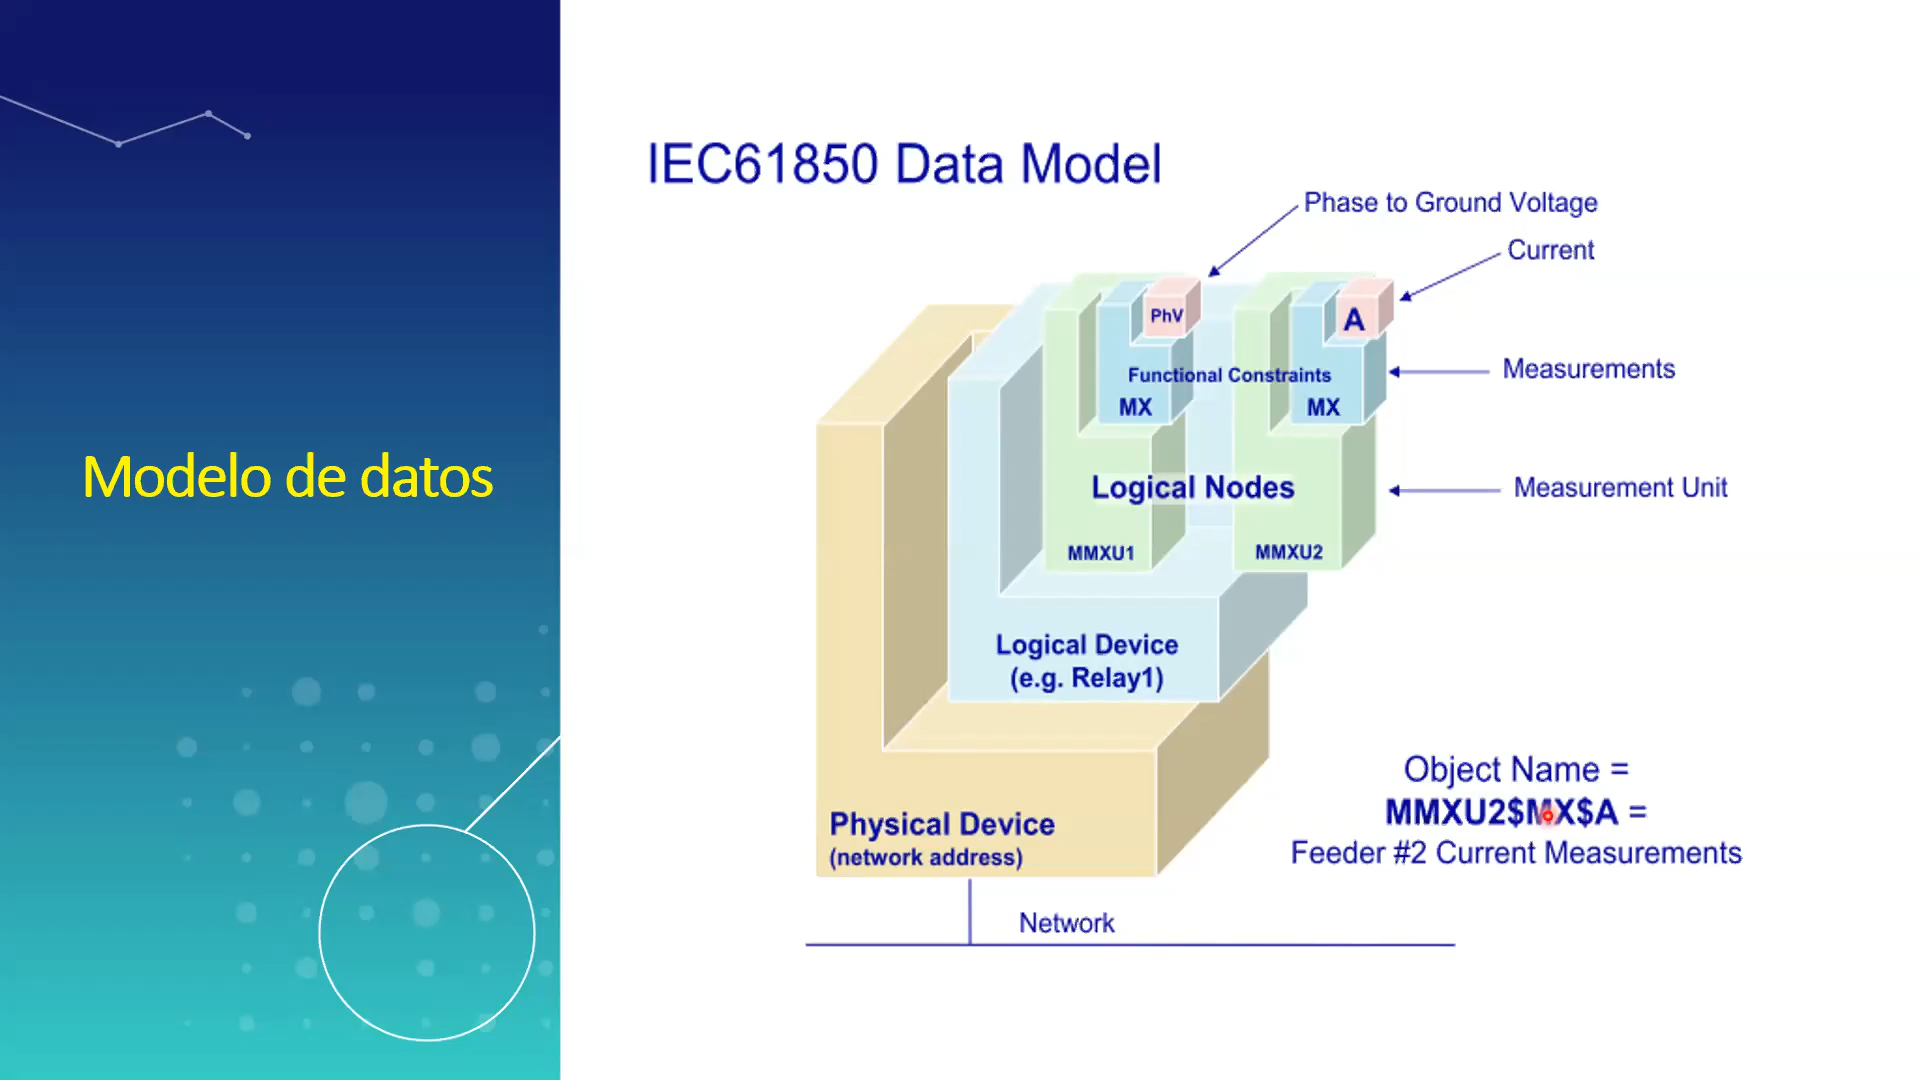 Modelo de datos
IEC61850 Data Model
Phase to Ground Voltage
Current
PhV
A
Functional Constraints
Measurements
MX
MX
Logical Nodes
Measurement Unit
MMXU1
MMXU2
Logical Device
(e.g. Relay1)
Physical Device
(network address)
Network
Object Name =
MMXU2$MX$A =
Feeder #2 Current Measurements